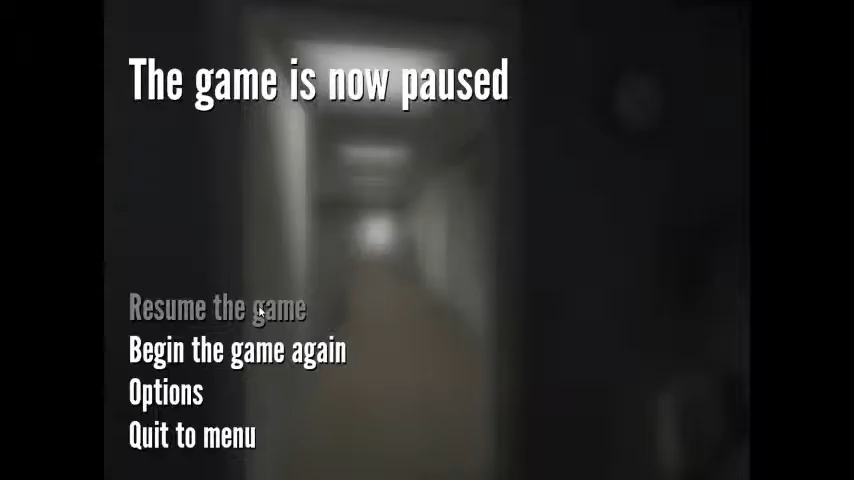 The game is now paused
Resume the game
Begin the game again
Options
Quit to menu